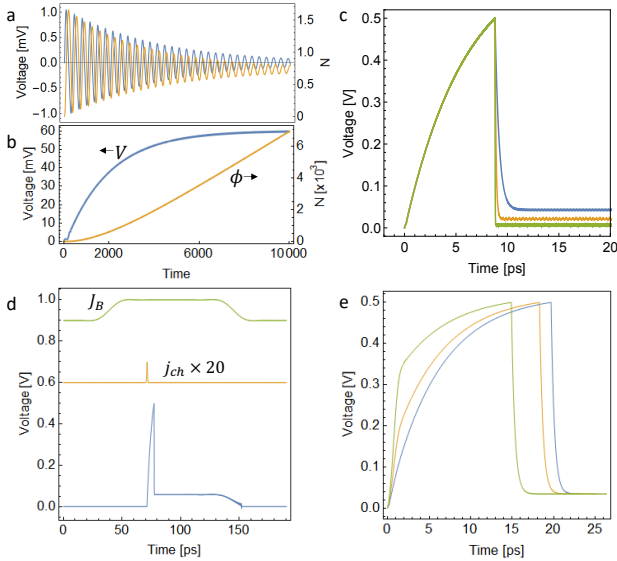 a
1.0
0.5
0.0
-0.5
-1.0
Voltage [mV]
1.5
1
0.5
0
N
b
60
50
40
30
20
10
0
Voltage [mV]
V
ϕ
6
4
2
0
N [x10³]
0
2000
6000
10 000
Time
c
0.5
0.4
0.3
0.2
0.1
0.0
Voltage [V]
0
5
10
15
20
Time [ps]
d
1.0
0.8
0.6
0.4
0.2
0.0
Voltage [V]
J_B
j_ch × 20
0
50
100
150
Time [ps]
e
0.5
0.4
0.3
0.2
0.1
0.0
Voltage [V]
0
5
10
15
20
25
Time [ps]